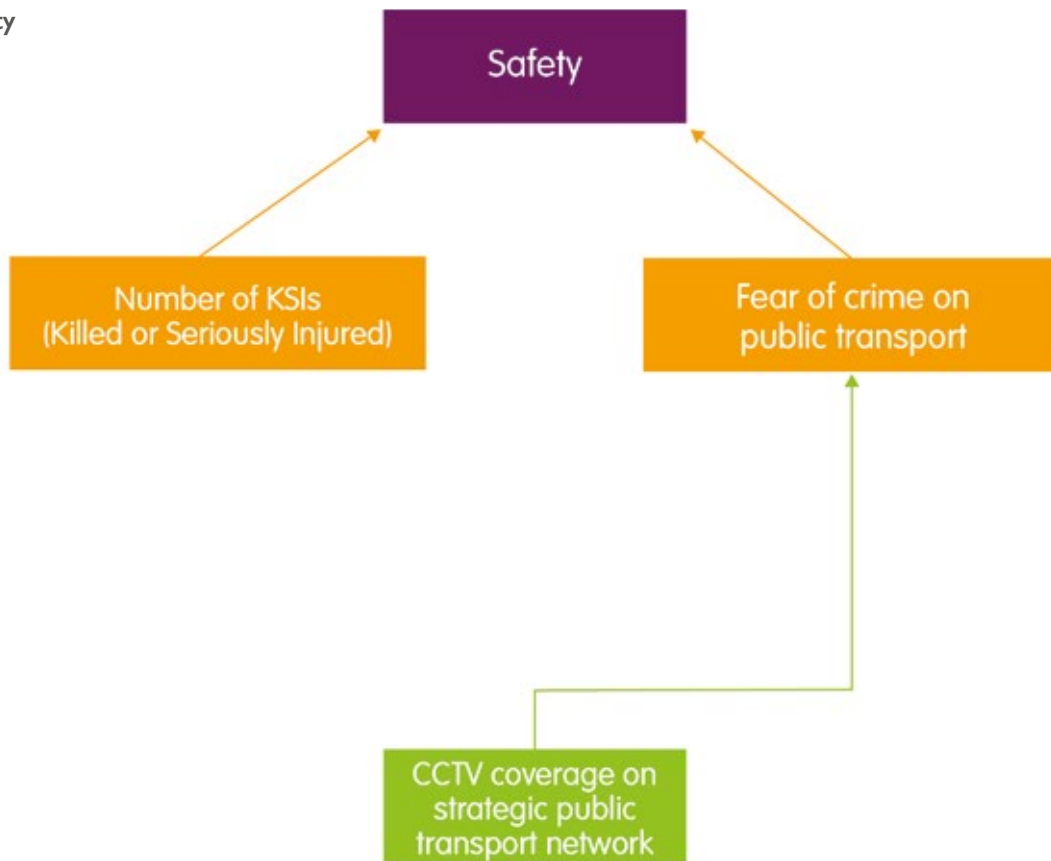 Safety
Number of KSIs
(Killed or Seriously Injured)
Fear of crime on
public transport
CCTV coverage on
strategic public
transport network